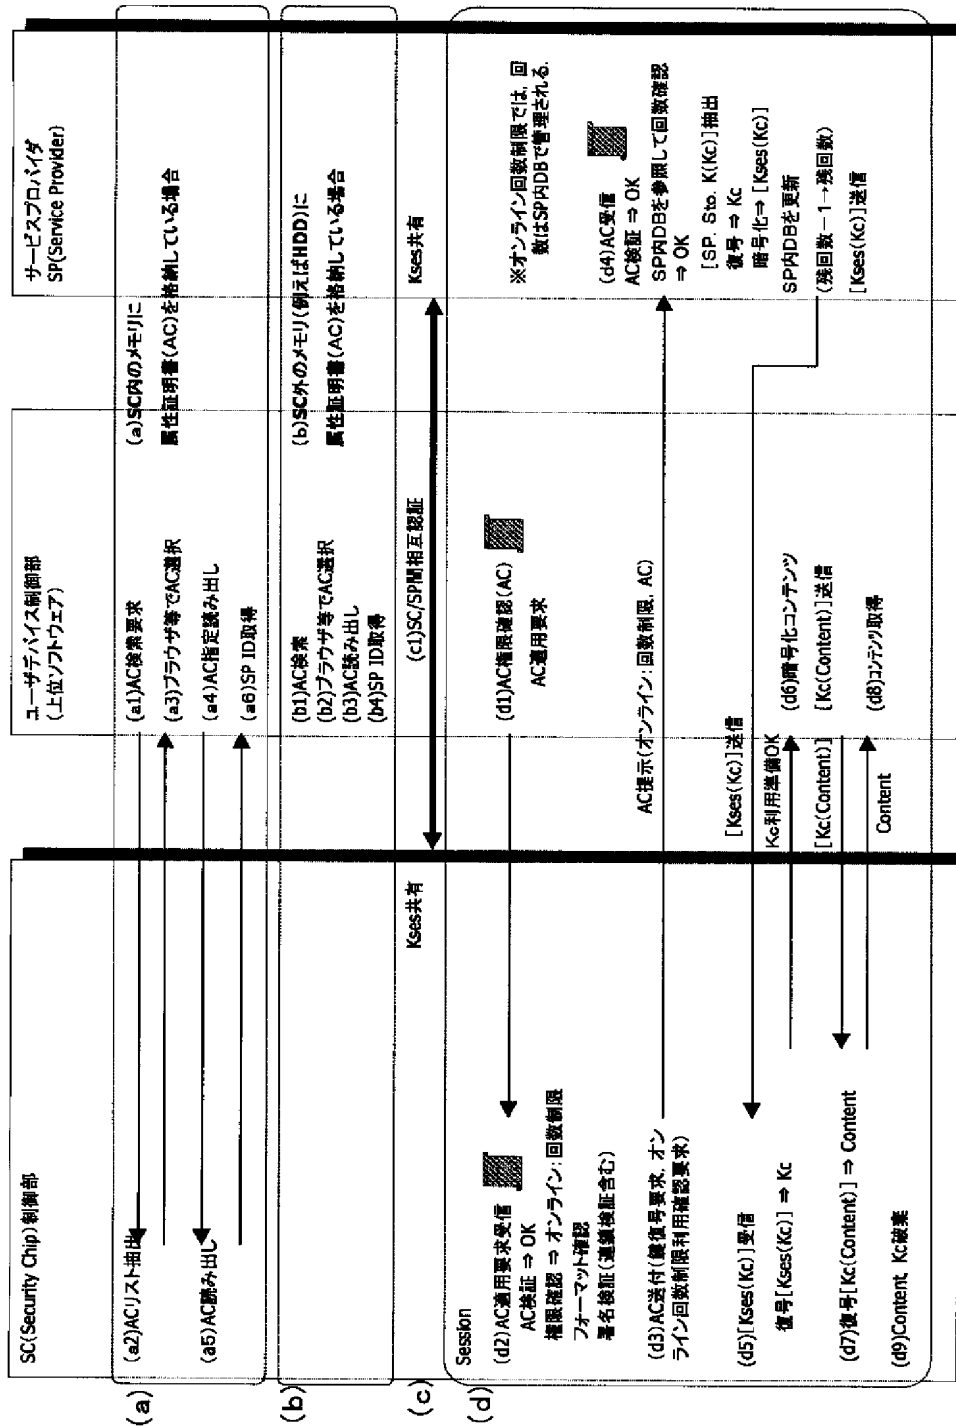 SC(Security Chip)制御部
ユーザデバイス制御部
(上位ソフトウェア)
サービスプロバイダ
SP(Service Provider)
(a)
(a1)AC検索要求
(a2)ACリスト抽出
(a3)ブラウザ等でAC選択
(a4)AC指定読み出し
(a5)AC読み出し
(a6)SP ID取得
(a)SC内のメモリに
属性証明書(AC)を格納している場合
(b)
(b1)AC検索
(b2)ブラウザ等でAC選択
(b3)AC読み出し
(b4)SP ID取得
(b)SC外のメモリ(例えばHDD)に
属性証明書(AC)を格納している場合
(c)
Kses共有
(c1)SC/SP間相互認証
Kses共有
(d)
Session
(d1)AC権限確認(AC)
AC適用要求
(d2)AC適用要求受信
AC検証 ⇒ OK
権限確認 ⇒ オンライン; 回数制限
フォーマット確認
署名検証(連鎖検証含む)
※オンライン回数制限では, 回
数はSP内DBで管理される.
(d3)AC送付(鍵復号要求, オン
ライン回数制限利用確認要求)
AC提示(オンライン; 回数制限, AC)
(d4)AC受信
AC検証 ⇒ OK
SP内DBを参照して回数確認
⇒ OK
[SP. Sto. K(Kc)]抽出
復号 ⇒ Kc
暗号化⇒ [Kses(Kc)]
SP内DBを更新
(残回数-1→残回数)
[Kses(Kc)]送信
[Kses(Kc)]送信
(d5)[Kses(Kc)]受信
復号[Kses(Kc)] ⇒ Kc
Kc利用準備OK
(d6)暗号化コンテンツ
[Kc(Content)]送信
[Kc(Content)]
(d7)復号[Kc(Content)] ⇒ Content
Content
(d8)コンテンツ取得
(d9)Content, Kc破棄